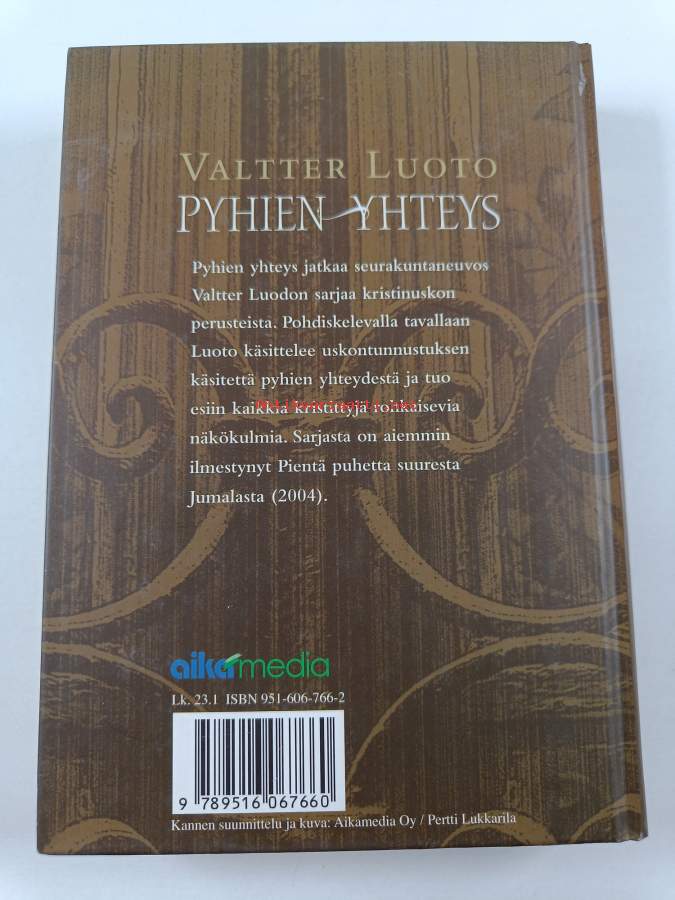 VALTTER LUOTO
PYHIEN YHTEYS
Pyhien yhteys jatkaa seurakuntaneuvos
Valtter Luodon sarjaa kristinuskon
perusteista. Pohdiskelevalla tavallaan
Luoto käsittelee uskontunnustuksen
käsitettä pyhien yhteydestä ja tuo
esiin kaikkia kristittyjä rohkaisevia
näkökulmia. Sarjasta on aiemmin
ilmestynyt Pientä puhetta suuresta
Jumalasta (2004).
aikamedia
Lk. 23.1 ISBN 951-606-766-2
9 789516 067660
Kannen suunnittelu ja kuva: Aikamedia Oy / Pertti Lukkarila